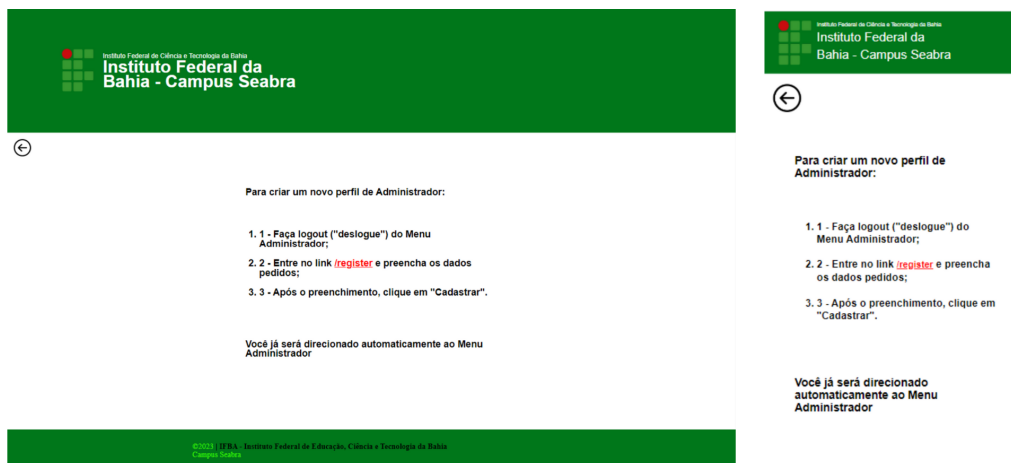 Instituto Federal de Ciência e Tecnologia da Bahia
Instituto Federal da
Bahia - Campus Seabra
Para criar um novo perfil de Administrador:
1. 1 - Faça logout ("deslogue") do Menu
Administrador;
2. 2 - Entre no link /register e preencha os dados
pedidos;
3. 3 - Após o preenchimento, clique em "Cadastrar".
Você já será direcionado automaticamente ao Menu
Administrador
©2023 | IFBA - Instituto Federal de Educação, Ciência e Tecnologia da Bahia
Campus Seabra
Instituto Federal de Ciência e Tecnologia da Bahia
Instituto Federal da
Bahia - Campus Seabra
Para criar um novo perfil de
Administrador:
1. 1 - Faça logout ("deslogue") do
Menu Administrador;
2. 2 - Entre no link /register e preencha
os dados pedidos;
3. 3 - Após o preenchimento, clique em
"Cadastrar".
Você já será direcionado
automaticamente ao Menu
Administrador